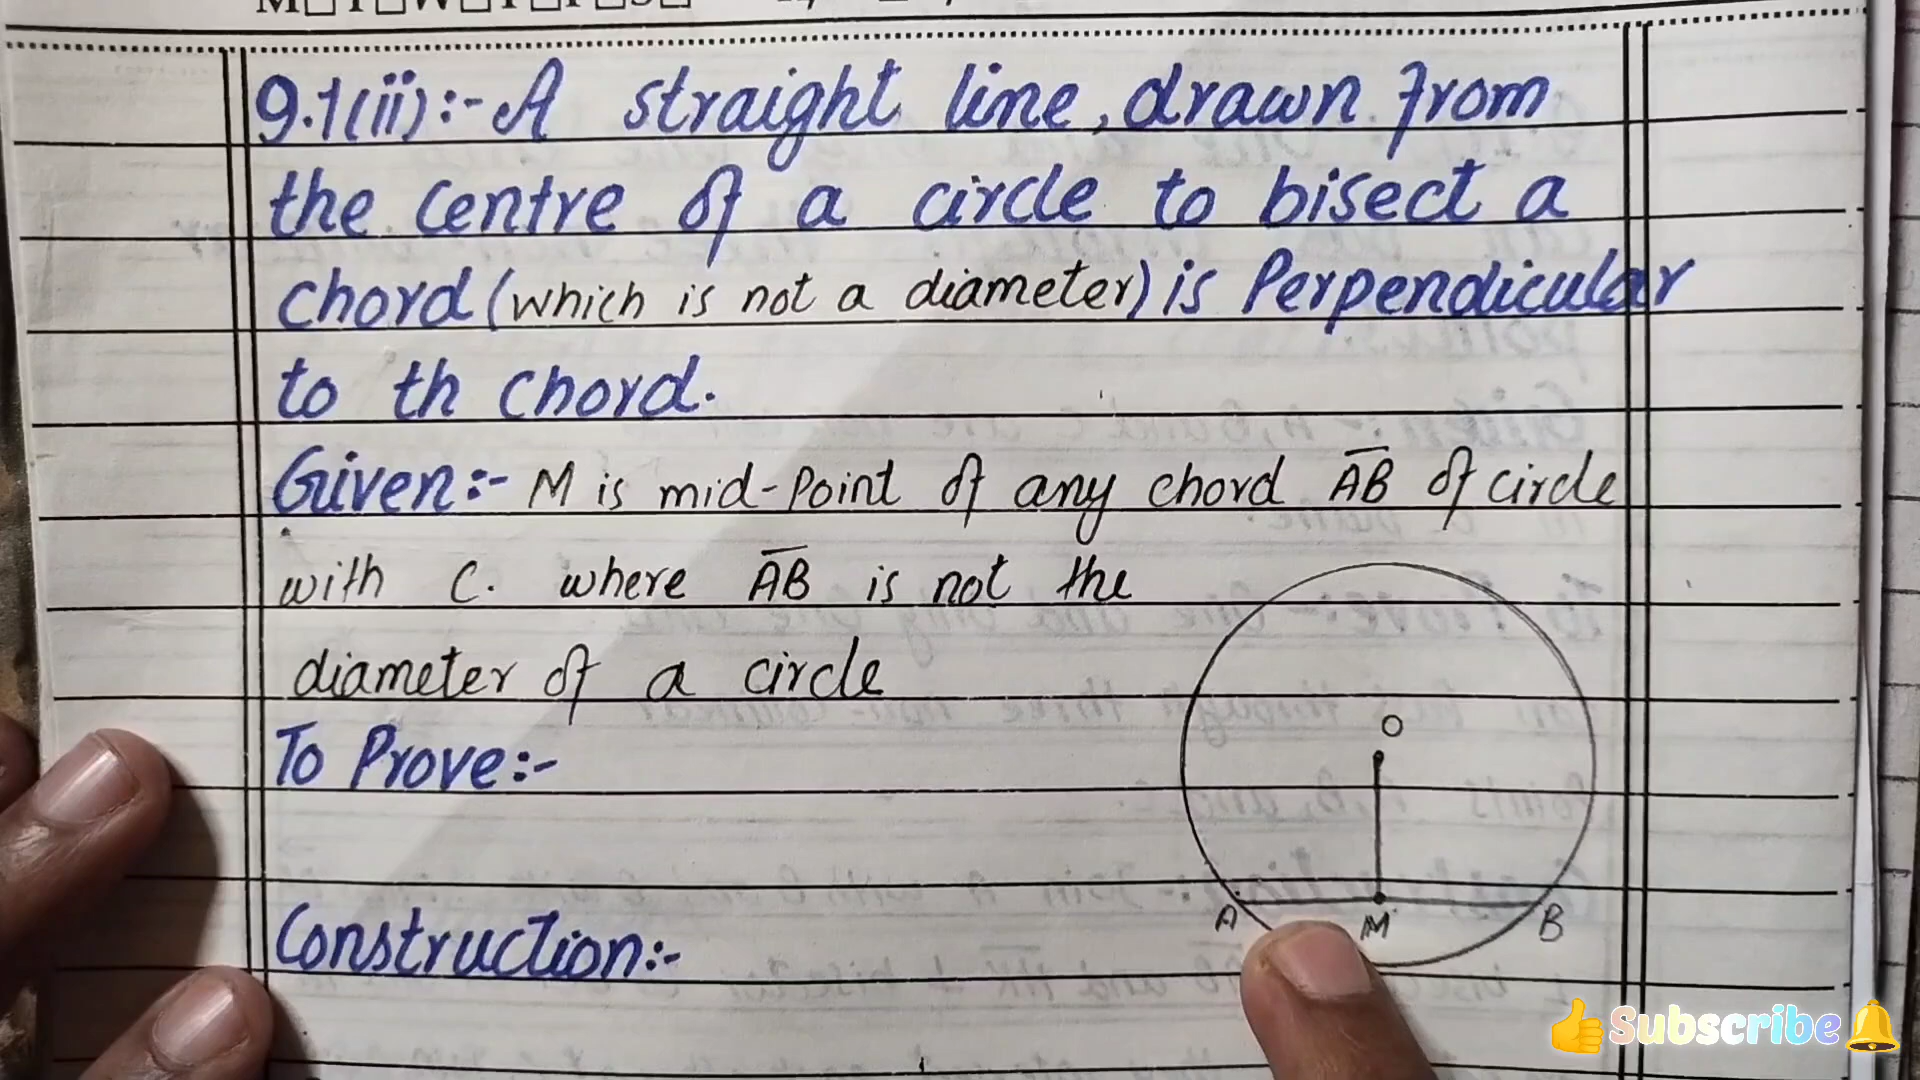 9.1(ii):- A straight line, drawn from
the centre of a circle to bisect a
chord (which is not a diameter) is Perpendicular
to th chord.
Given:- M is mid-Point of any chord AB of circle
with C. where AB is not the
diameter of a circle
To Prove:-
O
A M B
Construction:-
Subscribe